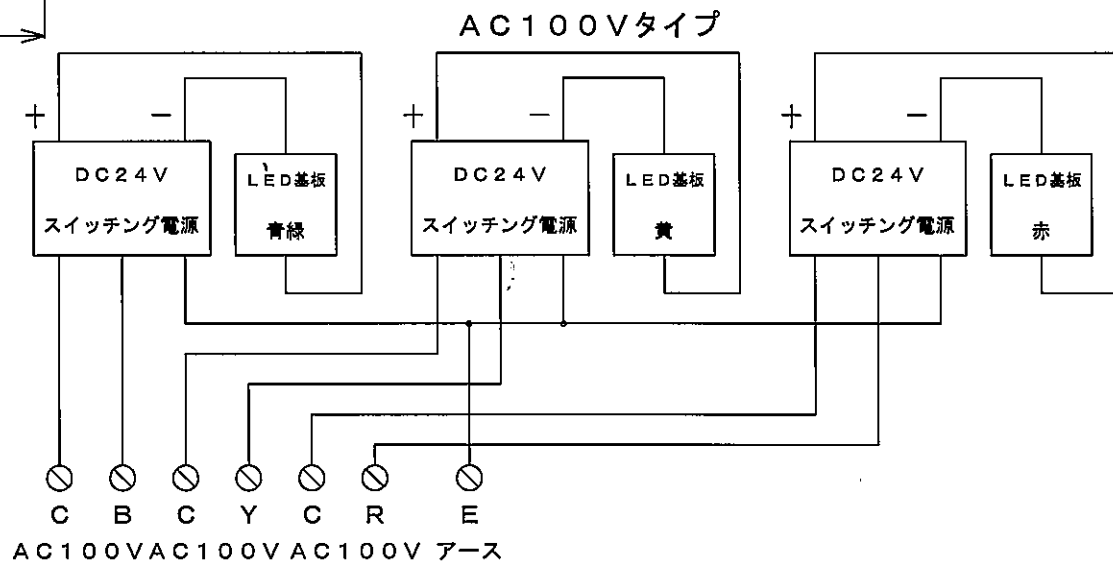 AC100Vタイプ
+ − + − + −
DC24V LED基板 DC24V LED基板 DC24V LED基板
スイッチング電源 青緑 スイッチング電源 黄 スイッチング電源 赤
C B C Y C R E
AC100V AC100V AC100V アース